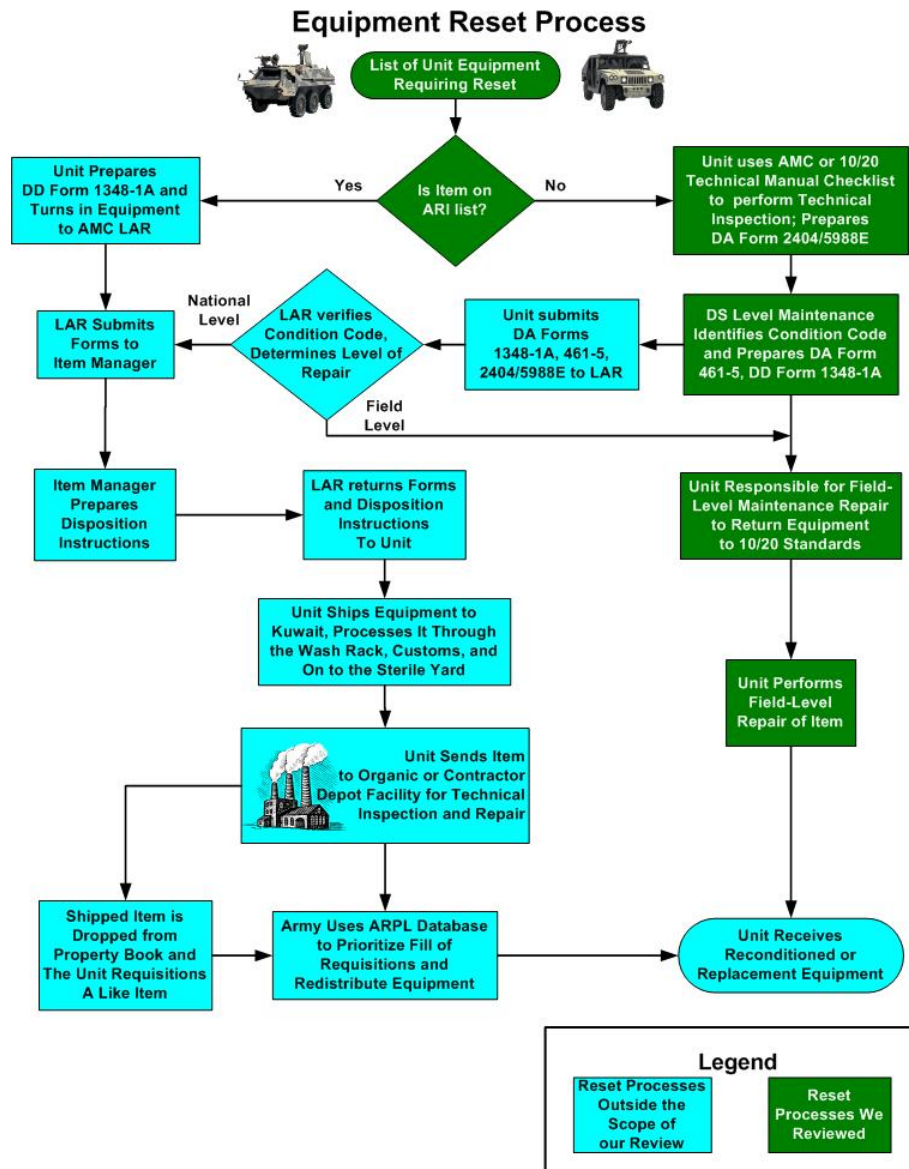 Equipment Reset Process
List of Unit Equipment
Requiring Reset
Is Item on
ARI list?
Yes
No
Unit Prepares
DD Form 1348-1A and
Turns in Equipment
to AMC LAR
Unit uses AMC or 10/20
Technical Manual Checklist
to perform Technical
Inspection; Prepares
DA Form 2404/5988E
LAR Submits
Forms to
Item Manager
National
Level
LAR verifies
Condition Code,
Determines Level of
Repair
Unit submits
DA Forms
1348-1A, 461-5,
2404/5988E to LAR
DS Level Maintenance
Identifies Condition Code
and Prepares DA Form
461-5, DD Form 1348-1A
Field
Level
Item Manager
Prepares
Disposition
Instructions
LAR returns Forms
and Disposition
Instructions
To Unit
Unit Responsible for Field-
Level Maintenance Repair
to Return Equipment
to 10/20 Standards
Unit Ships Equipment to
Kuwait, Processes It Through
the Wash Rack, Customs, and
On to the Sterile Yard
Unit Performs
Field-Level
Repair of Item
Unit Sends Item
to Organic or Contractor
Depot Facility for Technical
Inspection and Repair
Shipped Item is
Dropped from
Property Book and
The Unit Requisitions
A Like Item
Army Uses ARPL Database
to Prioritize Fill of
Requisitions and
Redistribute Equipment
Unit Receives
Reconditioned or
Replacement Equipment
Legend
Reset Processes
Outside the
Scope of
our Review
Reset
Processes We
Reviewed